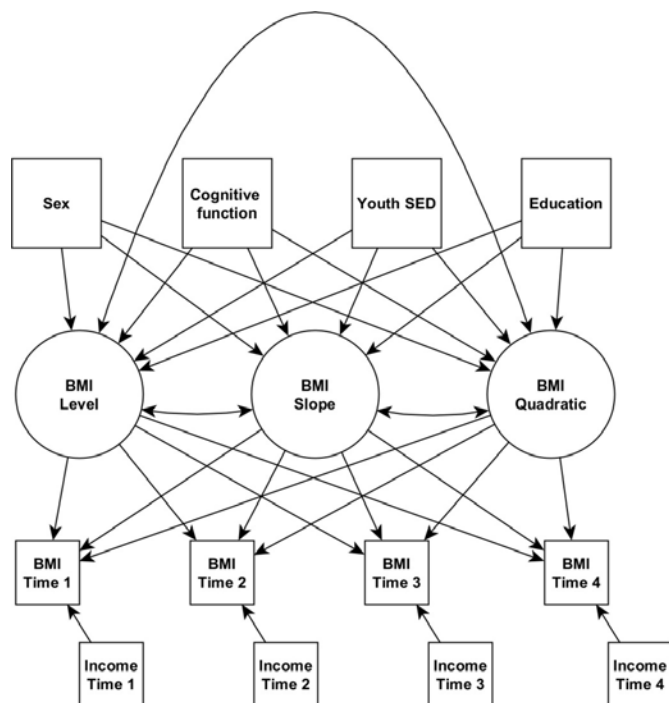 Sex
Cognitive
function
Youth SED
Education
BMI
Level
BMI
Slope
BMI
Quadratic
BMI
Time 1
BMI
Time 2
BMI
Time 3
BMI
Time 4
Income
Time 1
Income
Time 2
Income
Time 3
Income
Time 4